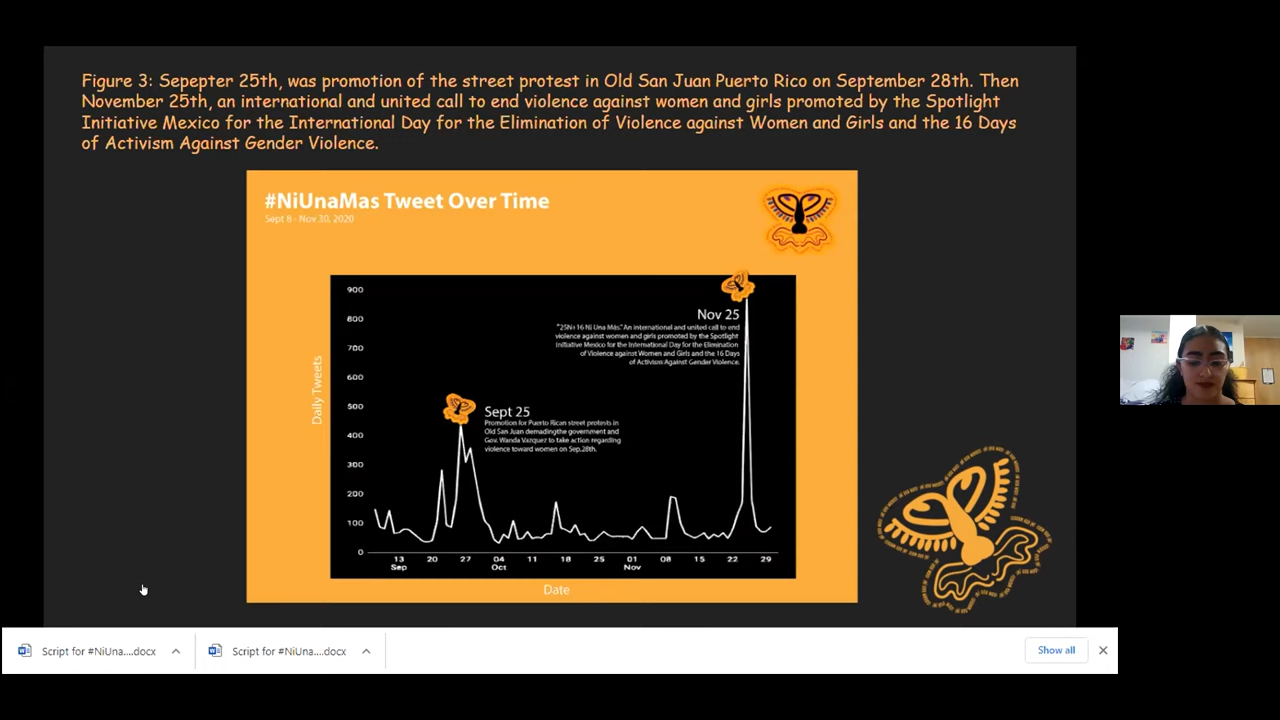 Figure 3: Sepepter 25th, was promotion of the street protest in Old San Juan Puerto Rico on September 28th. Then
November 25th, an international and united call to end violence against women and girls promoted by the Spotlight
Initiative Mexico for the International Day for the Elimination of Violence against Women and Girls and the 16 Days
of Activism Against Gender Violence.
#NiUnaMas Tweet Over Time
Sept 8 - Nov 30, 2020
900
800
700
600
500
400
300
200
100
0
Daily Tweets
Nov 25
"25N+16 Ni Una Más." An international and united call to end
violence against women and girls promoted by the Spotlight
Initiative Mexico for the International Day for the Elimination
of Violence against Women and Girls and the 16 Days
of Activism Against Gender Violence.
Sept 25
Promotion for Puerto Rican street protests in
Old San Juan demading the government and
Gov. Wanda Vazquez to take action regarding
violence toward women on Sep.28th.
13 20 27 04 11 18 25 01 08 15 22 29
Sep Oct Nov
Date
Script for #NiUna....docx
Script for #NiUna....docx
Show all